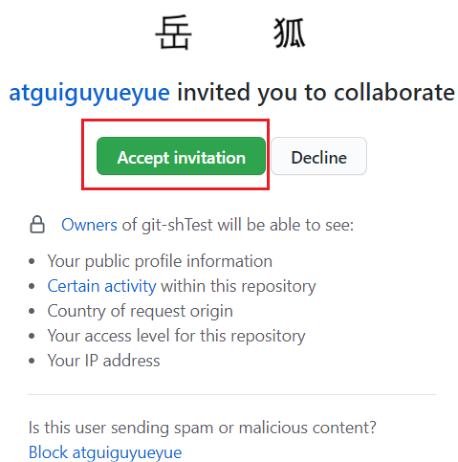 岳 狐
atguiguyueyue invited you to collaborate
Accept invitation Decline
Owners of git-shTest will be able to see:
• Your public profile information
• Certain activity within this repository
• Country of request origin
• Your access level for this repository
• Your IP address
Is this user sending spam or malicious content?
Block atguiguyueyue